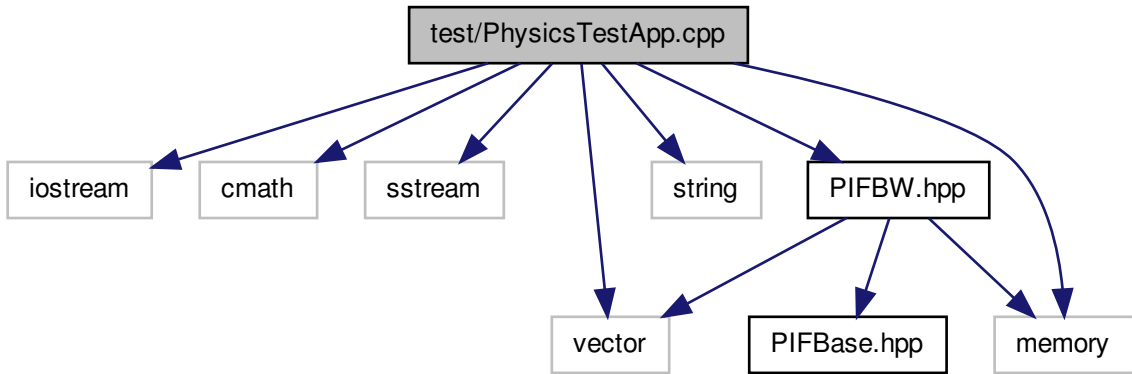 test/PhysicsTestApp.cpp
iostream
cmath
sstream
string
PIFBW.hpp
vector
PIFBase.hpp
memory